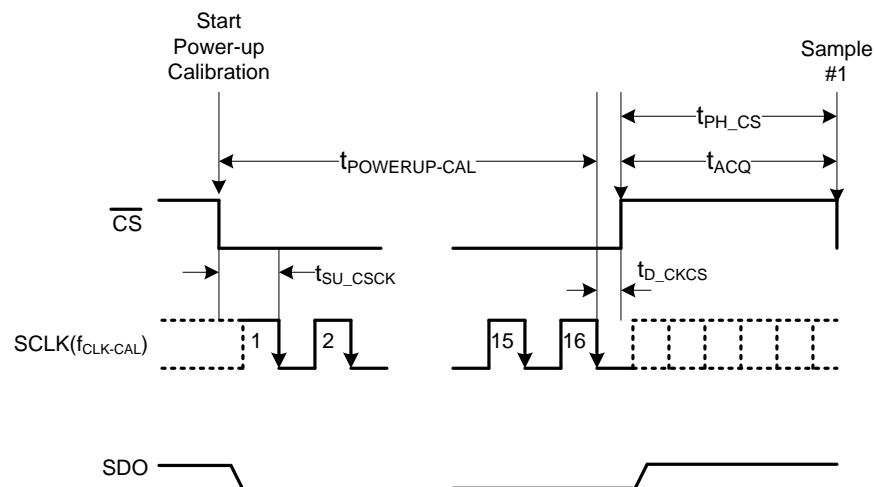 Start
Power-up
Calibration
Sample
#1
tPH_CS
tPOWERUP-CAL
tACQ
CS
tSU_CSCK
tD_CKCS
SCLK(fCLK-CAL)
1
2
15
16
SDO